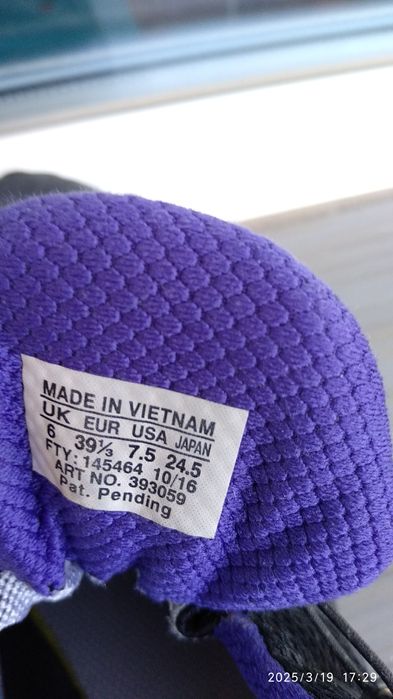 MADE IN VIETNAM
UK EUR USA JAPAN
6 39⅓ 7.5 24.5
FTY: 145464 10/16
ART NO. 393059
Pat. Pending
2025/3/19 17:29